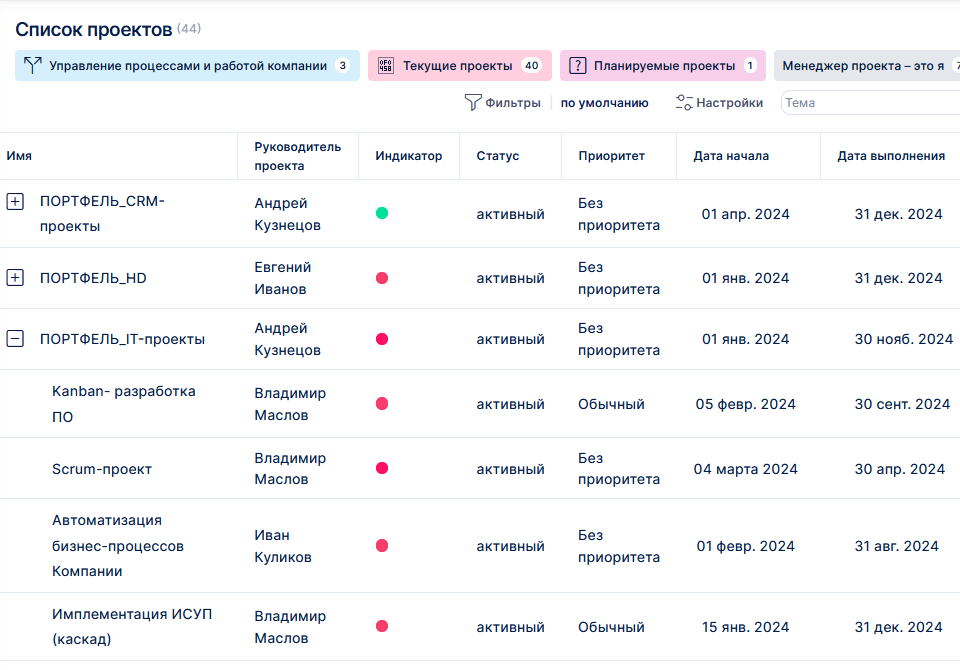 Список проектов (44)
Управление процессами и работой компании 3
Текущие проекты 40
Планируемые проекты 1
Менеджер проекта – это я 7
Фильтры по умолчанию Настройки Тема
Имя
Руководитель
проекта
Индикатор
Статус
Приоритет
Дата начала
Дата выполнения
ПОРТФЕЛЬ_CRM-
проекты
Андрей
Кузнецов
активный
Без
приоритета
01 апр. 2024
31 дек. 2024
ПОРТФЕЛЬ_HD
Евгений
Иванов
активный
Без
приоритета
01 янв. 2024
31 дек. 2024
ПОРТФЕЛЬ_IT-проекты
Андрей
Кузнецов
активный
Без
приоритета
01 янв. 2024
30 нояб. 2024
Kanban- разработка
ПО
Владимир
Маслов
активный
Обычный
05 февр. 2024
30 сент. 2024
Scrum-проект
Владимир
Маслов
активный
Без
приоритета
04 марта 2024
30 апр. 2024
Автоматизация
бизнес-процессов
Компании
Иван
Куликов
активный
Без
приоритета
01 февр. 2024
31 авг. 2024
Имплементация ИСУП
(каскад)
Владимир
Маслов
активный
Обычный
15 янв. 2024
31 дек. 2024